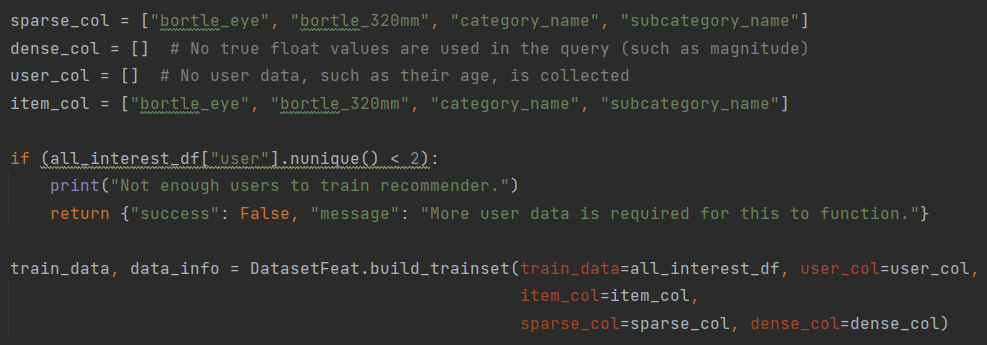 sparse_col = ["bortle_eye", "bortle_320mm", "category_name", "subcategory_name"]
dense_col = []  # No true float values are used in the query (such as magnitude)
user_col = []  # No user data, such as their age, is collected
item_col = ["bortle_eye", "bortle_320mm", "category_name", "subcategory_name"]
if (all_interest_df["user"].nunique() < 2):
    print("Not enough users to train recommender.")
    return {"success": False, "message": "More user data is required for this to function."}
train_data, data_info = DatasetFeat.build_trainset(train_data=all_interest_df, user_col=user_col,
                                                   item_col=item_col,
                                                   sparse_col=sparse_col, dense_col=dense_col)